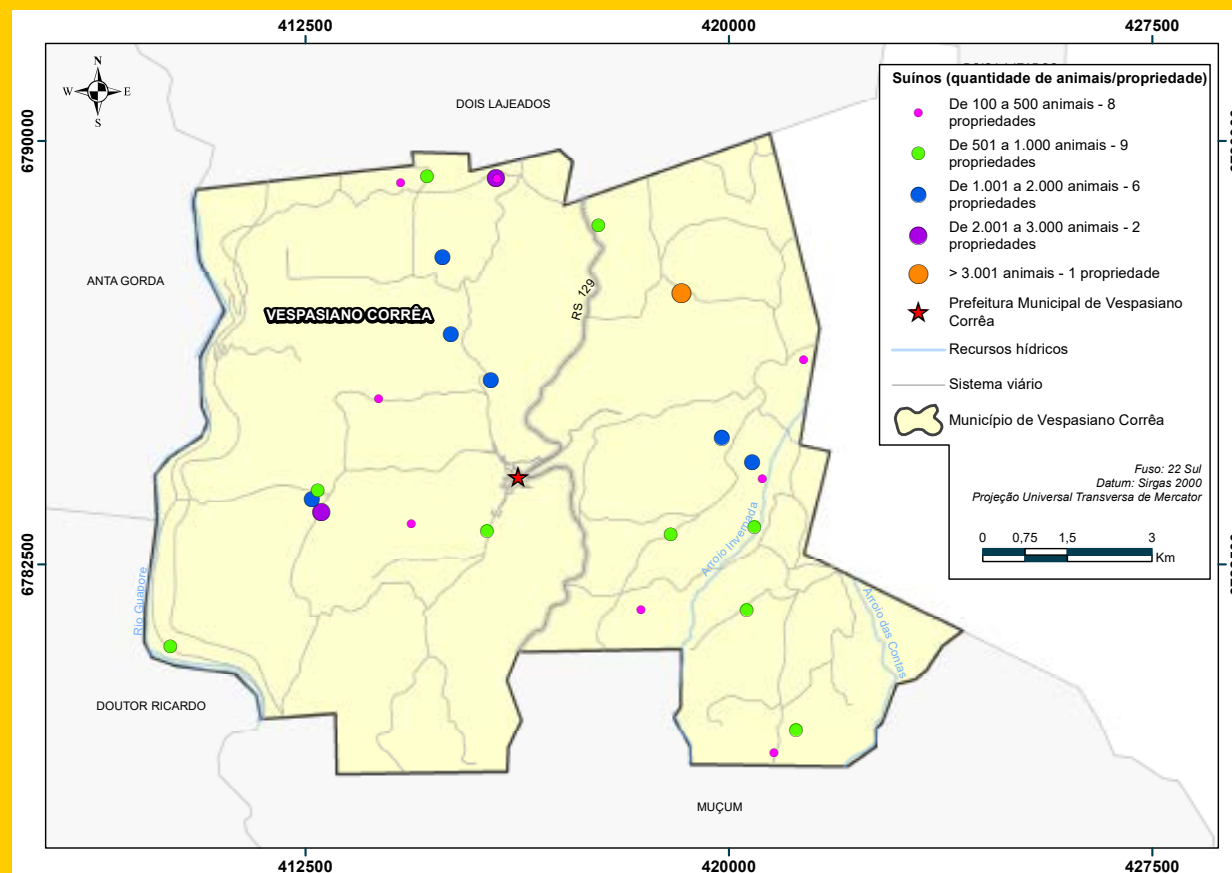 412500
420000
427500
N
W
E
S
DOIS LAJEADOS
Suínos (quantidade de animais/propriedade)
De 100 a 500 animais - 8
propriedades
De 501 a 1.000 animais - 9
propriedades
De 1.001 a 2.000 animais - 6
propriedades
De 2.001 a 3.000 animais - 2
propriedades
> 3.001 animais - 1 propriedade
Prefeitura Municipal de Vespasiano
Corrêa
Recursos hídricos
Sistema viário
Município de Vespasiano Corrêa
Fuso: 22 Sul
Datum: Sirgas 2000
Projeção Universal Transversa de Mercator
0 0,75 1,5 3
Km
6790000
ANTA GORDA
VESPASIANO CORRÊA
RS 129
6782500
Arroio Invernada
Rio Guapore
Arroio das Contas
DOUTOR RICARDO
MUÇUM
412500
420000
427500